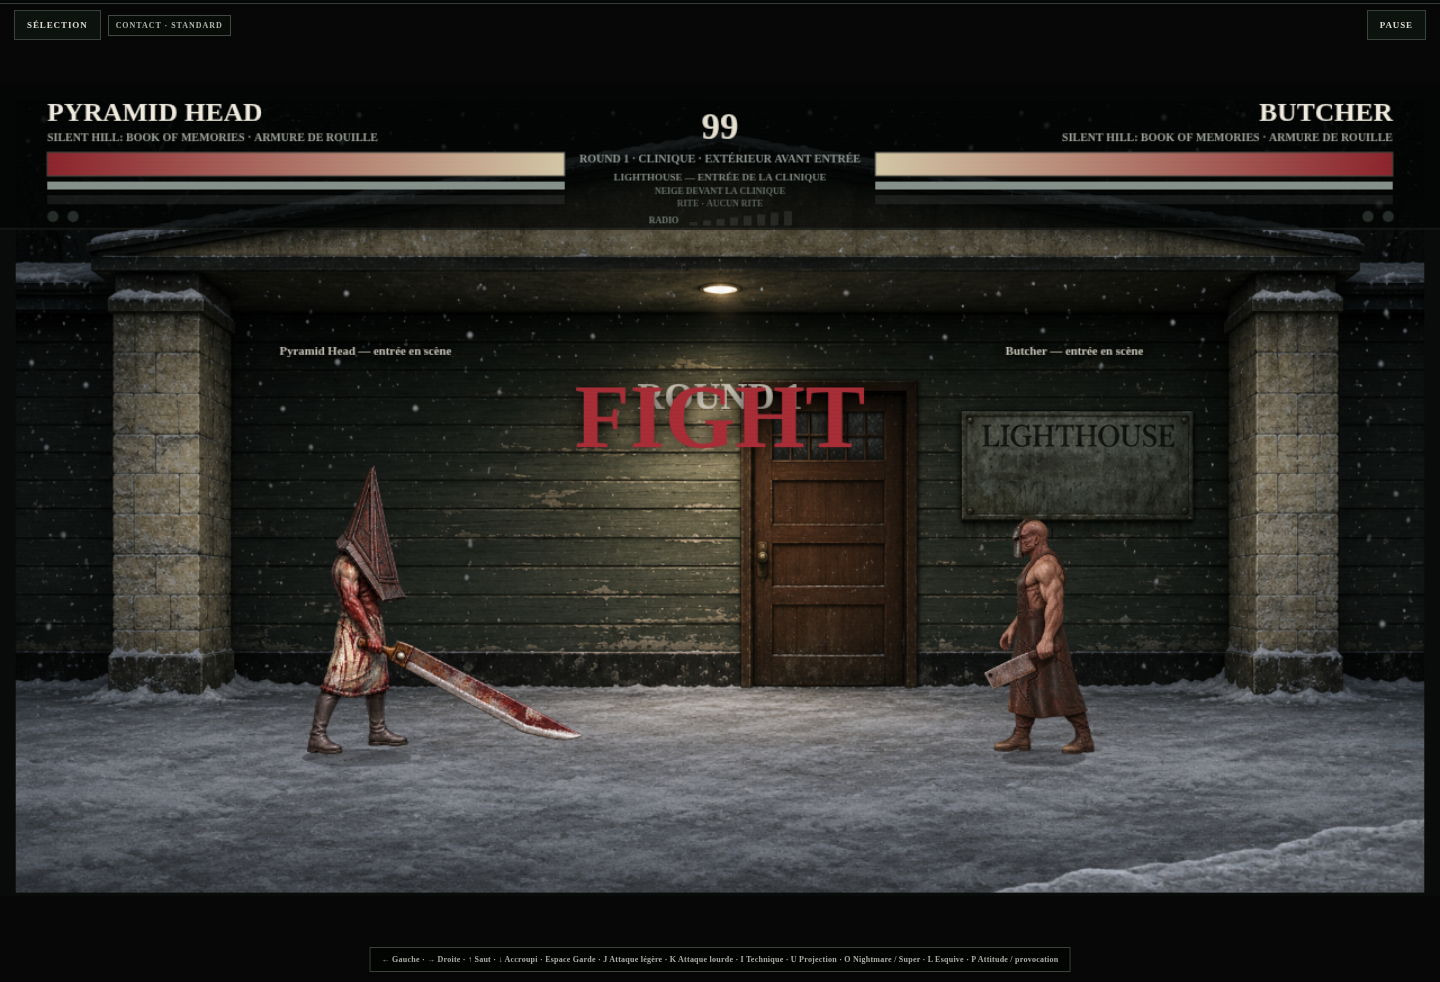 SÉLECTION
CONTACT - STANDARD
PAUSE
PYRAMID HEAD
SILENT HILL: BOOK OF MEMORIES · ARMURE DE ROUILLE
99
BUTCHER
SILENT HILL: BOOK OF MEMORIES · ARMURE DE ROUILLE
ROUND 1 · CLINIQUE · EXTÉRIEUR AVANT ENTRÉE
LIGHTHOUSE — ENTRÉE DE LA CLINIQUE
NEIGE DEVANT LA CLINIQUE
RITE · AUCUN RITE
RADIO
Pyramid Head — entrée en scène
Butcher — entrée en scène
ROUND 1
FIGHT
LIGHTHOUSE
← Gauche · → Droite · ↑ Saut · ↓ Accroupi · Espace Garde · J Attaque légère · K Attaque lourde · I Technique · U Projection · O Nightmare / Super · L Esquive · P Attitude / provocation